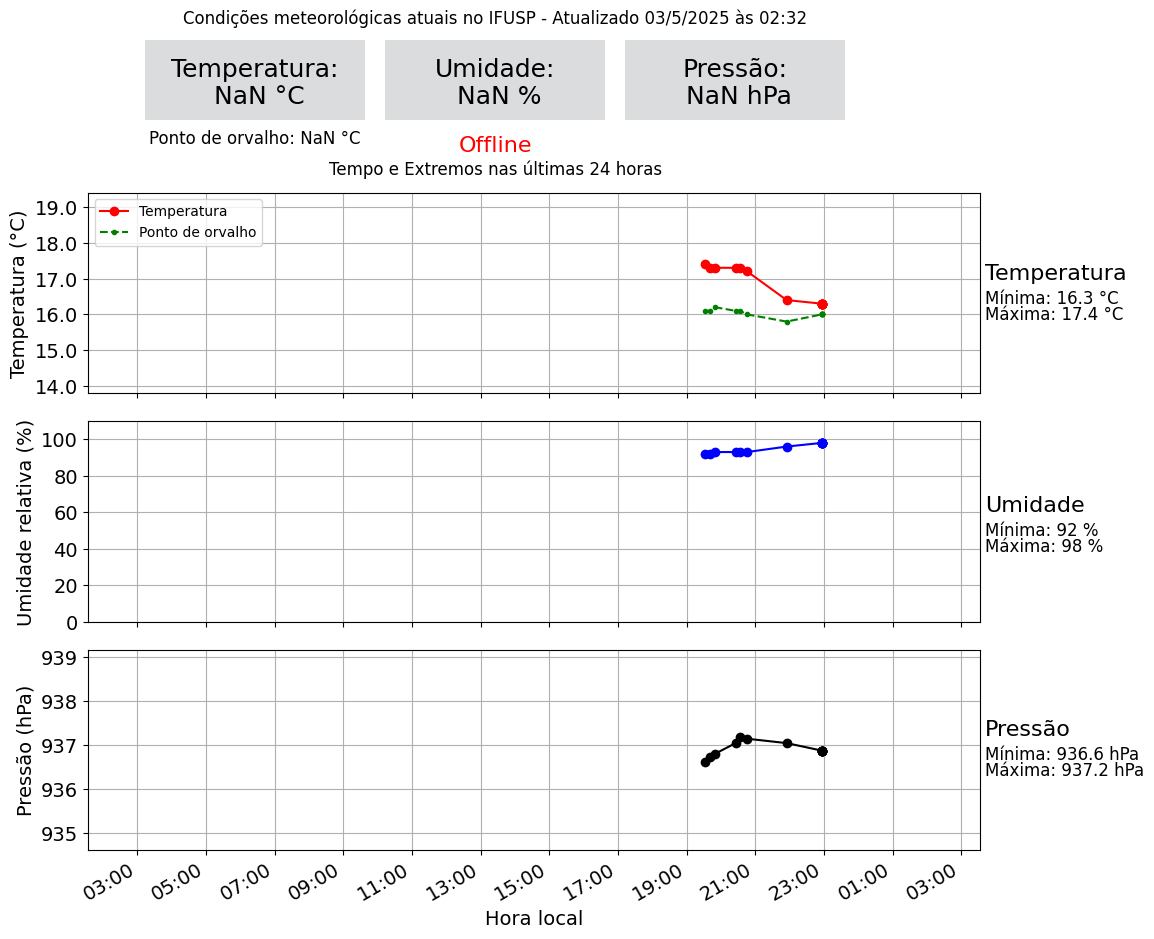 Condições meteorológicas atuais no IFUSP - Atualizado 03/5/2025 às 02:32
Temperatura:
NaN °C
Umidade:
NaN %
Pressão:
NaN hPa
Ponto de orvalho: NaN °C
Offline
Tempo e Extremos nas últimas 24 horas
Temperatura (°C)
19.0
18.0
17.0
16.0
15.0
14.0
Temperatura
Ponto de orvalho
Temperatura
Mínima: 16.3 °C
Máxima: 17.4 °C
Umidade relativa (%)
100
80
60
40
20
0
Umidade
Mínima: 92 %
Máxima: 98 %
Pressão (hPa)
939
938
937
936
935
Pressão
Mínima: 936.6 hPa
Máxima: 937.2 hPa
03:00
05:00
07:00
09:00
11:00
13:00
15:00
17:00
19:00
21:00
23:00
01:00
03:00
Hora local